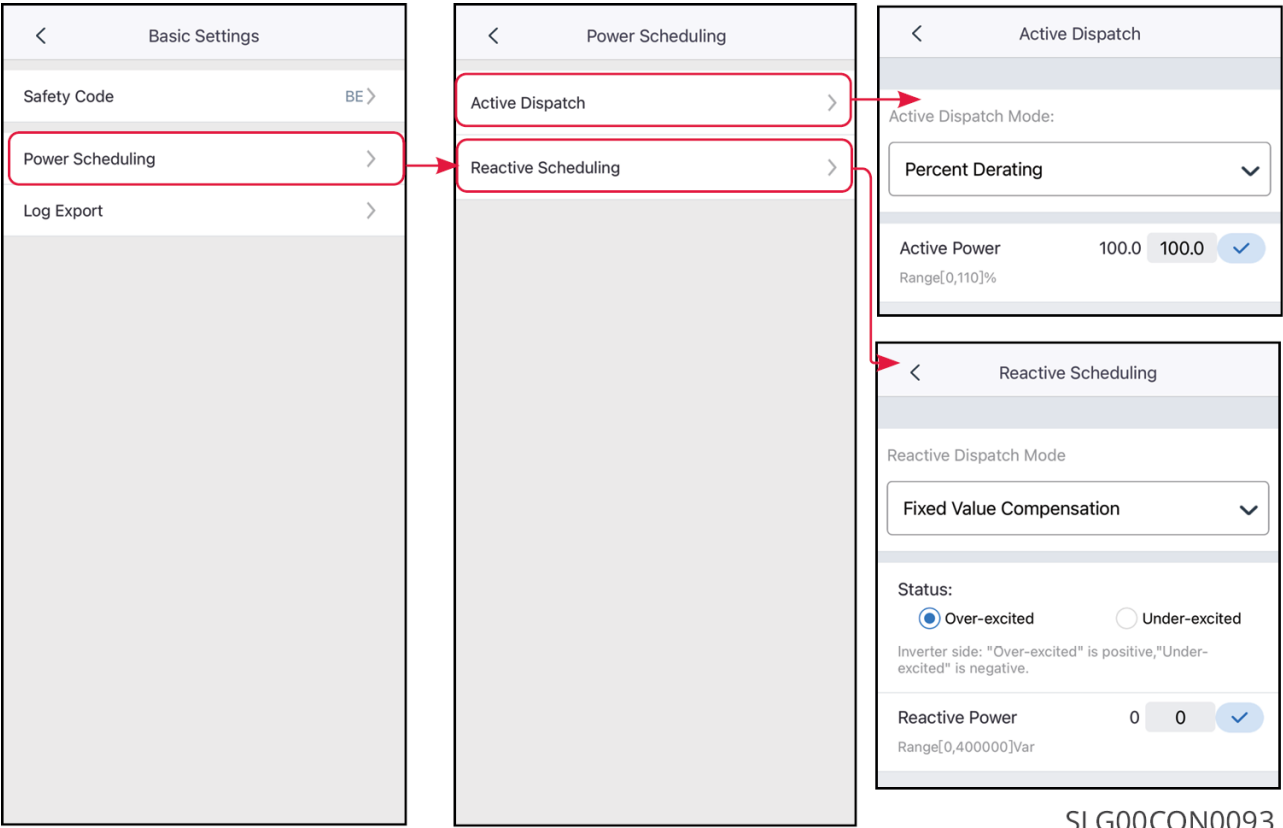 Basic Settings
Safety Code BE
Power Scheduling
Log Export
Power Scheduling
Active Dispatch
Reactive Scheduling
Active Dispatch
Active Dispatch Mode:
Percent Derating
Active Power 100.0 100.0
Range[0,110]%
Reactive Scheduling
Reactive Dispatch Mode
Fixed Value Compensation
Status:
Over-excited Under-excited
Inverter side: "Over-excited" is positive,"Under-
excited" is negative.
Reactive Power 0 0
Range[0,400000]Var
SLG00CON0093